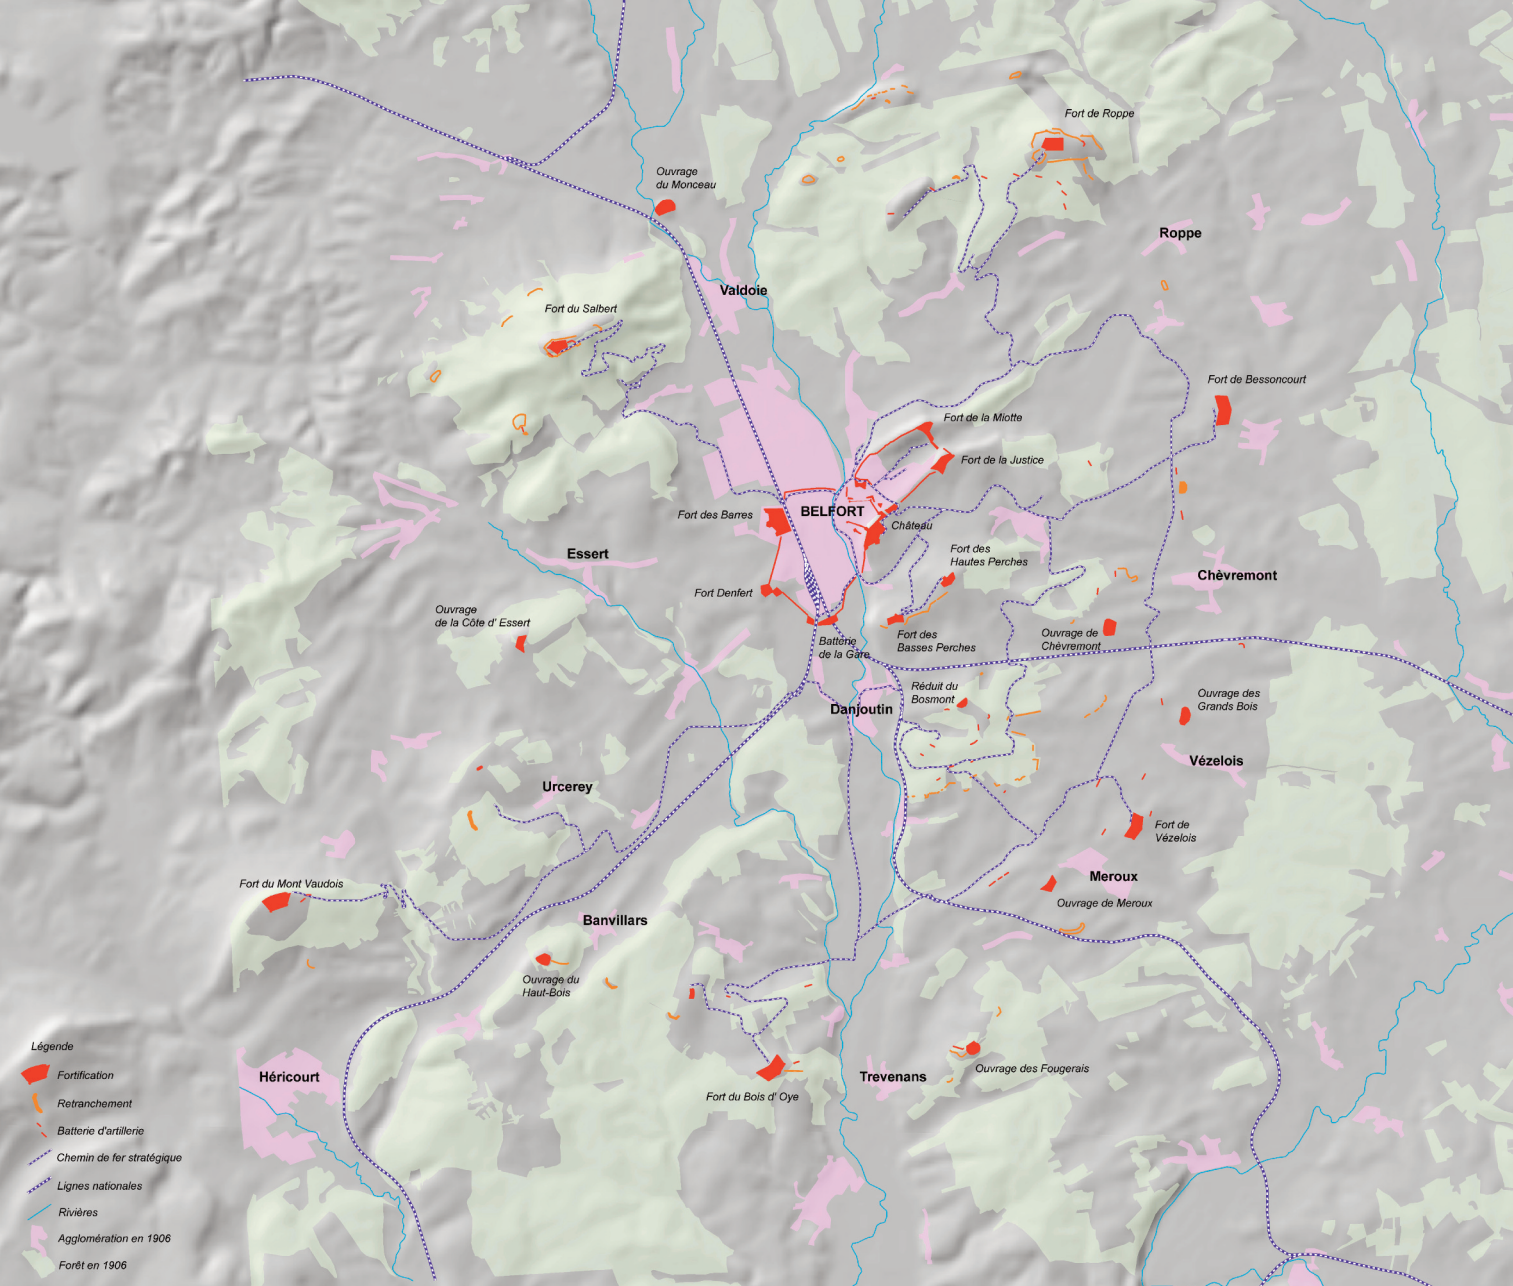 Fort de Roppe
Ouvrage
du Monceau
Roppe
Valdoie
Fort du Salbert
Fort de Bessoncourt
Fort de la Miotte
Fort de la Justice
Fort des Barres
BELFORT
Château
Essert
Fort des
Hautes Perches
Chèvremont
Fort Denfert
Ouvrage
de la Côte d' Essert
Batterie
de la Gare
Fort des
Basses Perches
Ouvrage de
Chèvremont
Réduit du
Bosmont
Danjoutin
Ouvrage des
Grands Bois
Vézelois
Urcerey
Fort de
Vézelois
Meroux
Fort du Mont Vaudois
Ouvrage de Meroux
Banvillars
Ouvrage du
Haut-Bois
Ouvrage des Fougerais
Trevenans
Héricourt
Fort du Bois d' Oye
Légende
Fortification
Retranchement
Batterie d'artillerie
Chemin de fer stratégique
Lignes nationales
Rivières
Agglomération en 1906
Forêt en 1906